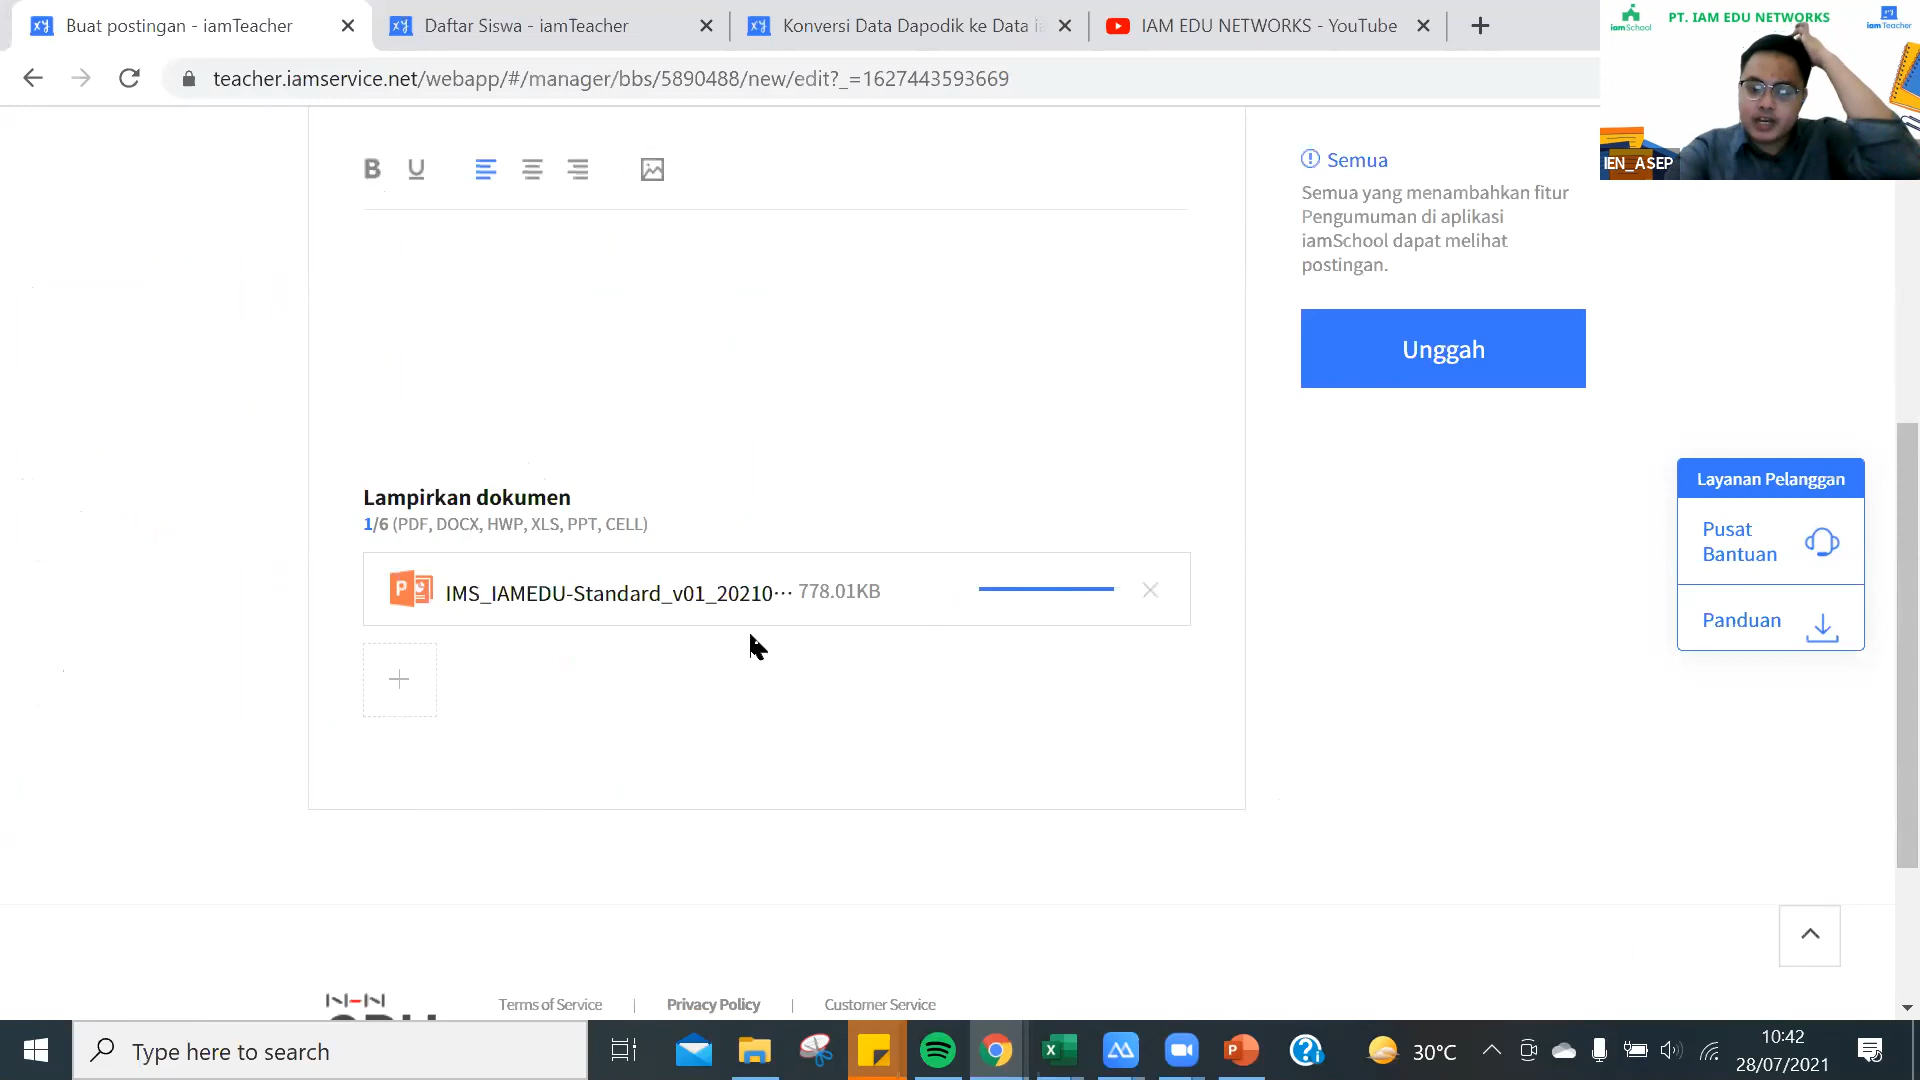 Buat postingan - iamTeacher
Daftar Siswa - iamTeacher
Konversi Data Dapodik ke Data ia
IAM EDU NETWORKS - YouTube
teacher.iamservice.net/webapp/#/manager/bbs/5890488/new/edit?_=1627443593669
iamSchool
PT. IAM EDU NETWORKS
iamTeacher
IEN_ASEP
B U
Semua
Semua yang menambahkan fitur
Pengumuman di aplikasi
iamSchool dapat melihat
postingan.
Unggah
Layanan Pelanggan
Pusat
Bantuan
Panduan
Lampirkan dokumen
1/6 (PDF, DOCX, HWP, XLS, PPT, CELL)
IMS_IAMEDU-Standard_v01_20210… 778.01KB
Terms of Service | Privacy Policy | Customer Service
Type here to search
30°C
10:42
28/07/2021